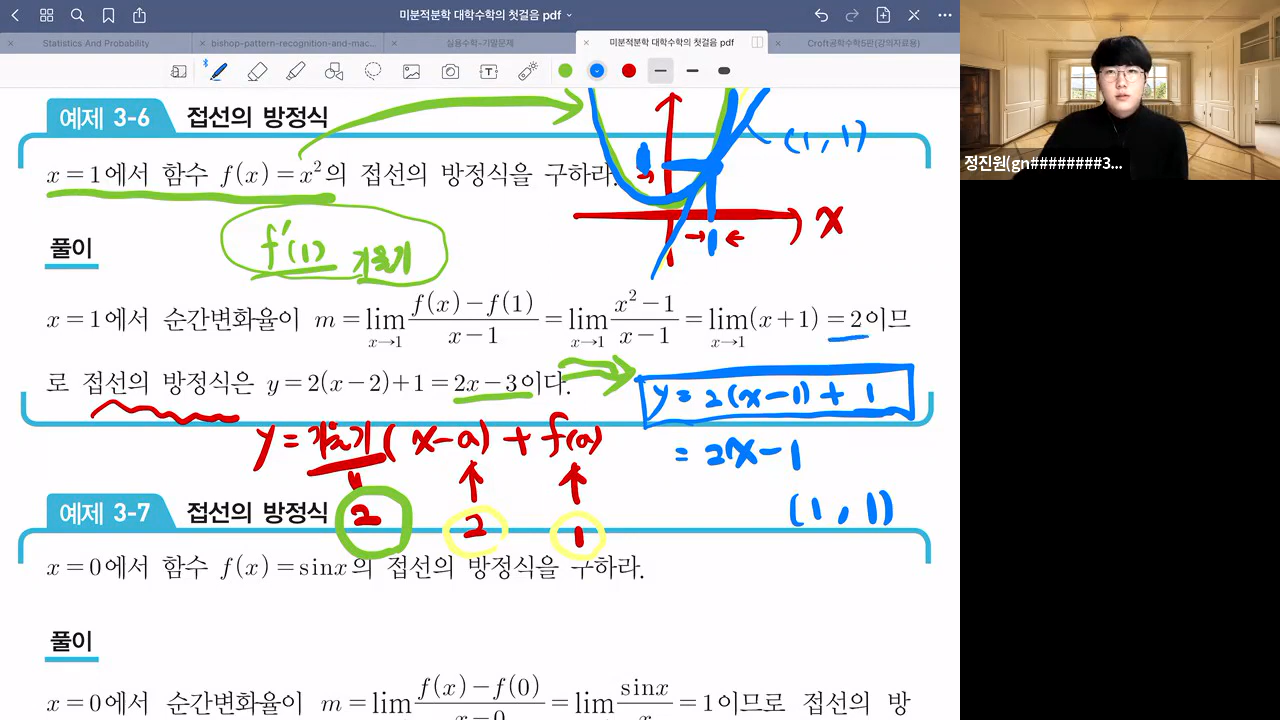 미분적분학 대학수학의 첫걸음 pdf
Statistics And Probability
bishop-pattern-recognition-and-mac...
실용수학-기말문제
미분적분학 대학수학의 첫걸음 pdf
Croft공학수학5판(강의자료용)
정진원(gn########3...
예제 3-6 접선의 방정식
(1, 1)
x=1에서 함수 f(x)=x²의 접선의 방정식을 구하라.
1
x
1
f'(1) 기울기
풀이
x=1에서 순간변화율이 m=lim_{x→1} (f(x)−f(1))/(x−1) = lim_{x→1} (x²−1)/(x−1) = lim_{x→1} (x+1) = 2이므
로 접선의 방정식은 y=2(x−2)+1=2x−3이다.
y = 2(x-1) + 1
= 2x-1
(1, 1)
y = 기울기(x-a) + f(a)
2 2 1
예제 3-7 접선의 방정식
x=0에서 함수 f(x)=sinx의 접선의 방정식을 구하라.
풀이
x=0에서 순간변화율이 m=lim (f(x)−f(0))/(x−0) = lim sinx/x = 1이므로 접선의 방